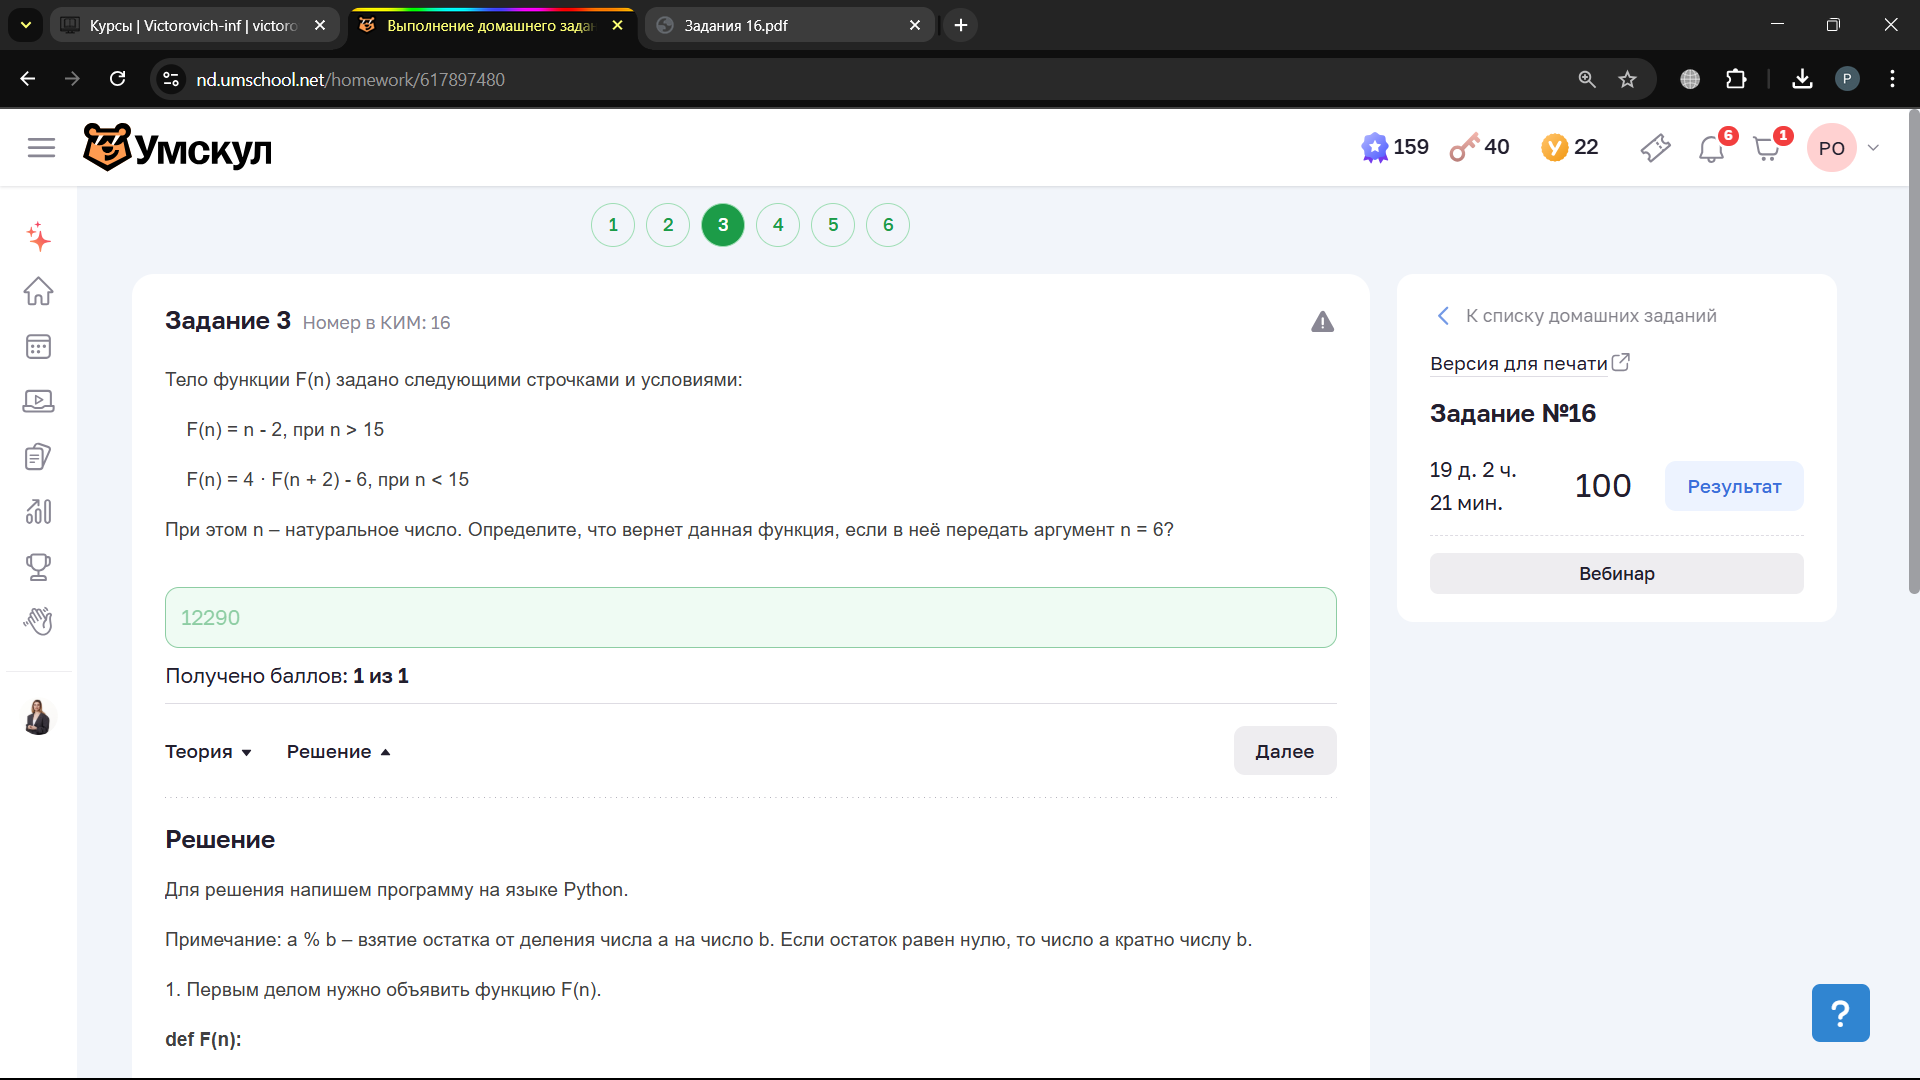 Курсы | Victorovich-inf | victoro
Выполнение домашнего зада
Задания 16.pdf
nd.umschool.net/homework/617897480
P
Умскул
159
40
22
6
1
РО
1
2
3
4
5
6
Задание 3 Номер в КИМ: 16
Тело функции F(n) задано следующими строчками и условиями:
F(n) = n - 2, при n > 15
F(n) = 4 · F(n + 2) - 6, при n < 15
При этом n – натуральное число. Определите, что вернет данная функция, если в неё передать аргумент n = 6?
12290
Получено баллов: 1 из 1
Теория
Решение
Далее
Решение
Для решения напишем программу на языке Python.
Примечание: a % b – взятие остатка от деления числа a на число b. Если остаток равен нулю, то число a кратно числу b.
1. Первым делом нужно объявить функцию F(n).
def F(n):
К списку домашних заданий
Версия для печати
Задание №16
19 д. 2 ч.
21 мин.
100
Результат
Вебинар
?